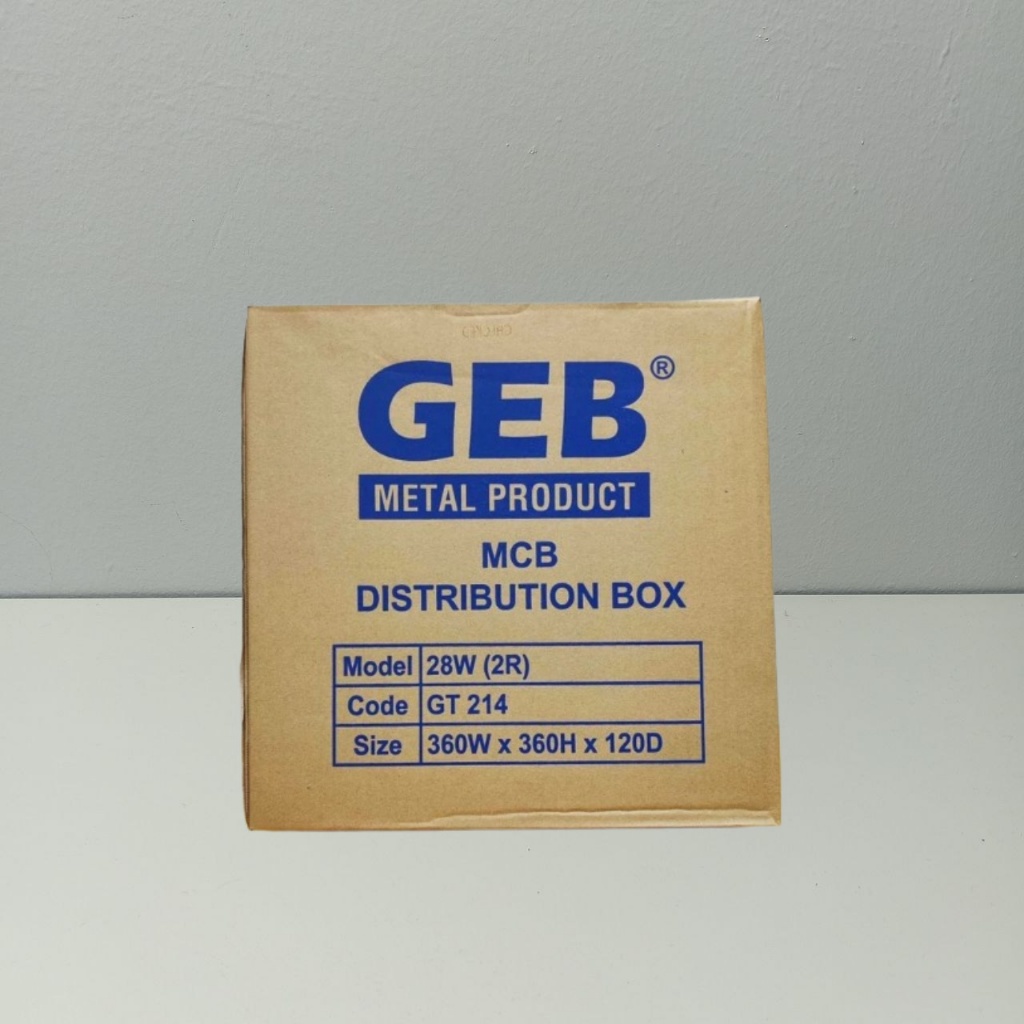 GEB®
METAL PRODUCT
MCB
DISTRIBUTION BOX
Model 28W (2R)
Code GT 214
Size 360W x 360H x 120D